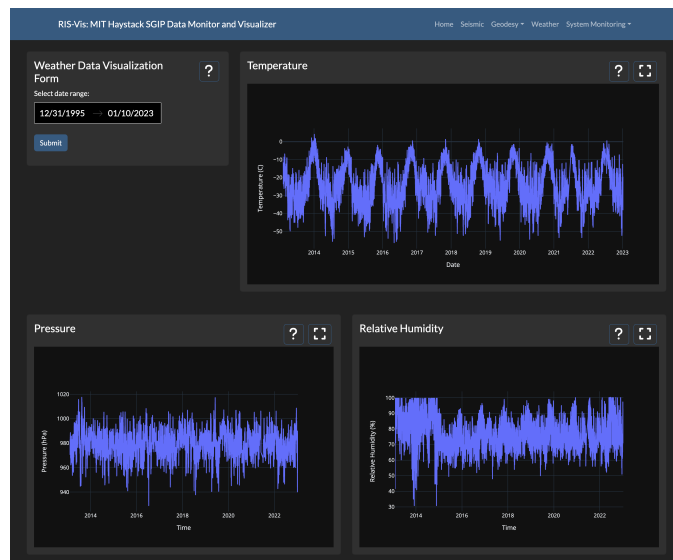 RIS-Vis: MIT Haystack SGIP Data Monitor and Visualizer
Home Seismic Geodesy Weather System Monitoring
Weather Data Visualization
Form
?
Select date range:
12/31/1995 → 01/10/2023
Submit
Temperature
?
0
−10
−20
−30
−40
−50
Temperature (C)
2014 2015 2016 2017 2018 2019 2020 2021 2022 2023
Date
Pressure
?
1020
1000
980
960
940
Pressure (hPa)
2014 2016 2018 2020 2022
Time
Relative Humidity
?
100
90
80
70
60
50
40
30
Relative Humidity (%)
2014 2016 2018 2020 2022
Time